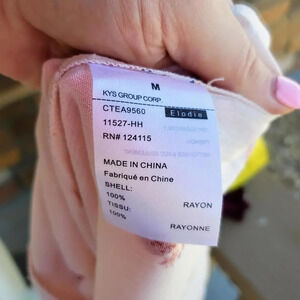 M
KYS GROUP CORP.
CTEA9560 Elodie
11527-HH
RN# 124115
MADE IN CHINA
Fabriqué en Chine
SHELL:
100% RAYON
TISSU:
100% RAYONNE